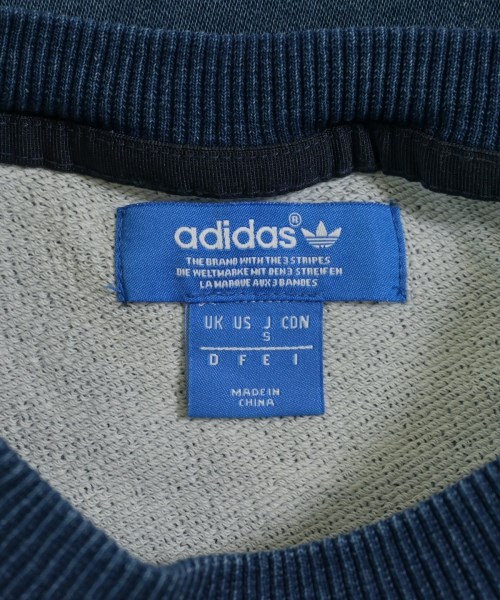 adidas®
THE BRAND WITH THE 3 STRIPES
DIE WELTMARKE MIT DEN 3 STREIFEN
LA MARQUE AUX 3 BANDES
UK US J CDN
S
D F E I
MADE IN
CHINA